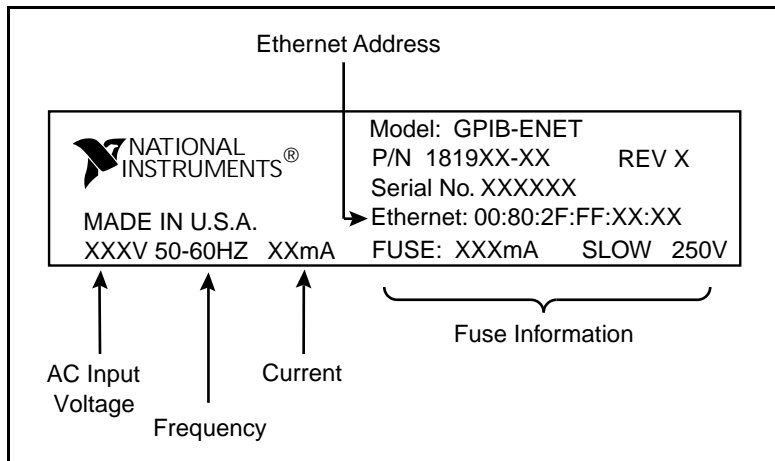 Ethernet Address
NATIONAL
INSTRUMENTS®
MADE IN U.S.A.
XXXV 50-60HZ XXmA
Model: GPIB-ENET
P/N 1819XX-XX REV X
Serial No. XXXXXX
Ethernet: 00:80:2F:FF:XX:XX
FUSE: XXXmA SLOW 250V
AC Input
Voltage
Frequency
Current
Fuse Information